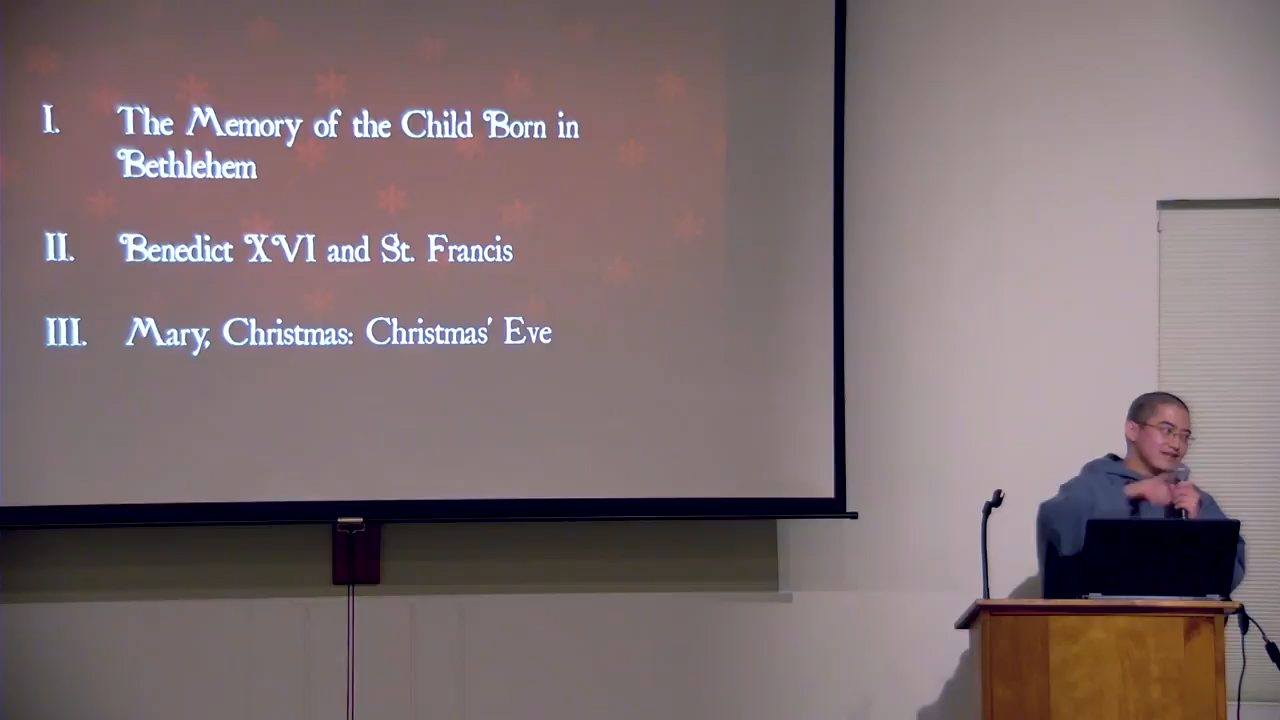 I. The Memory of the Child Born in
Bethlehem
II. Benedict XVI and St. Francis
III. Mary, Christmas: Christmas' Eve